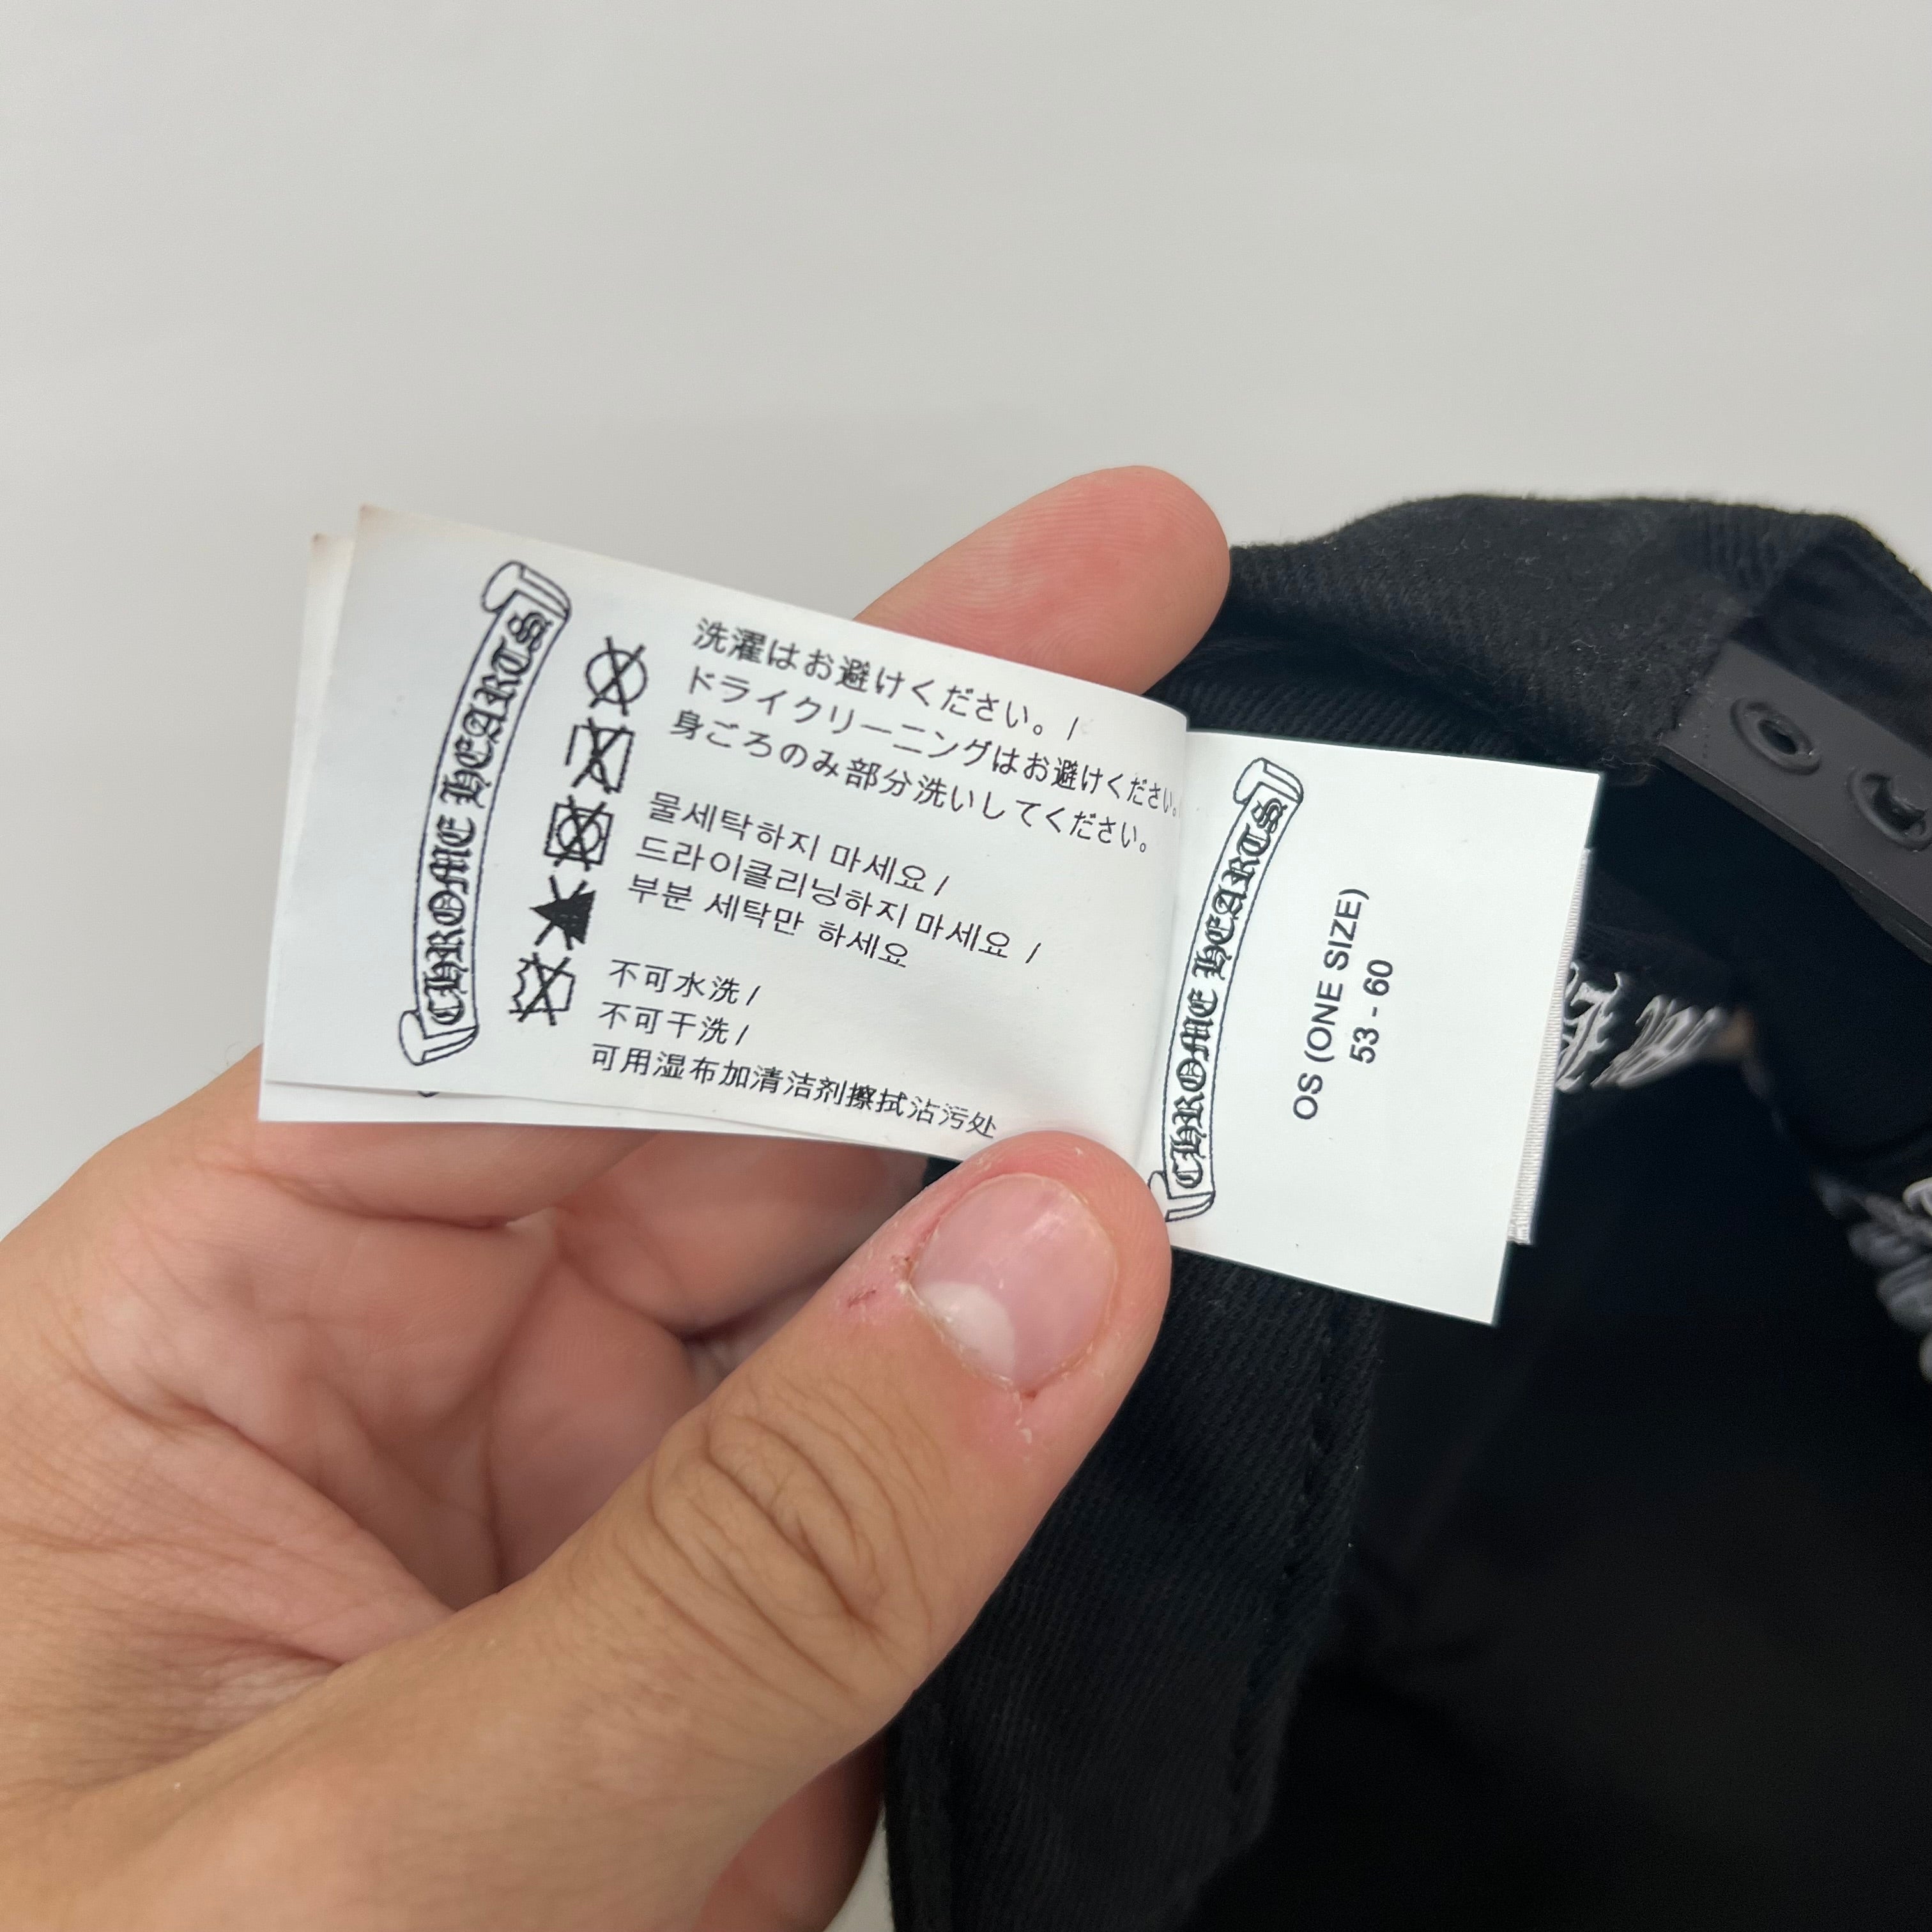 CHROME HEARTS
洗濯はお避けください。/
ドライクリーニングはお避けください。
身ごろのみ部分洗いしてください。
물세탁하지 마세요 /
드라이클리닝하지 마세요 /
부분 세탁만 하세요
不可水洗 /
不可干洗 /
可用湿布加清洁剂擦拭沾污处
CHROME HEARTS
OS (ONE SIZE)
53 - 60